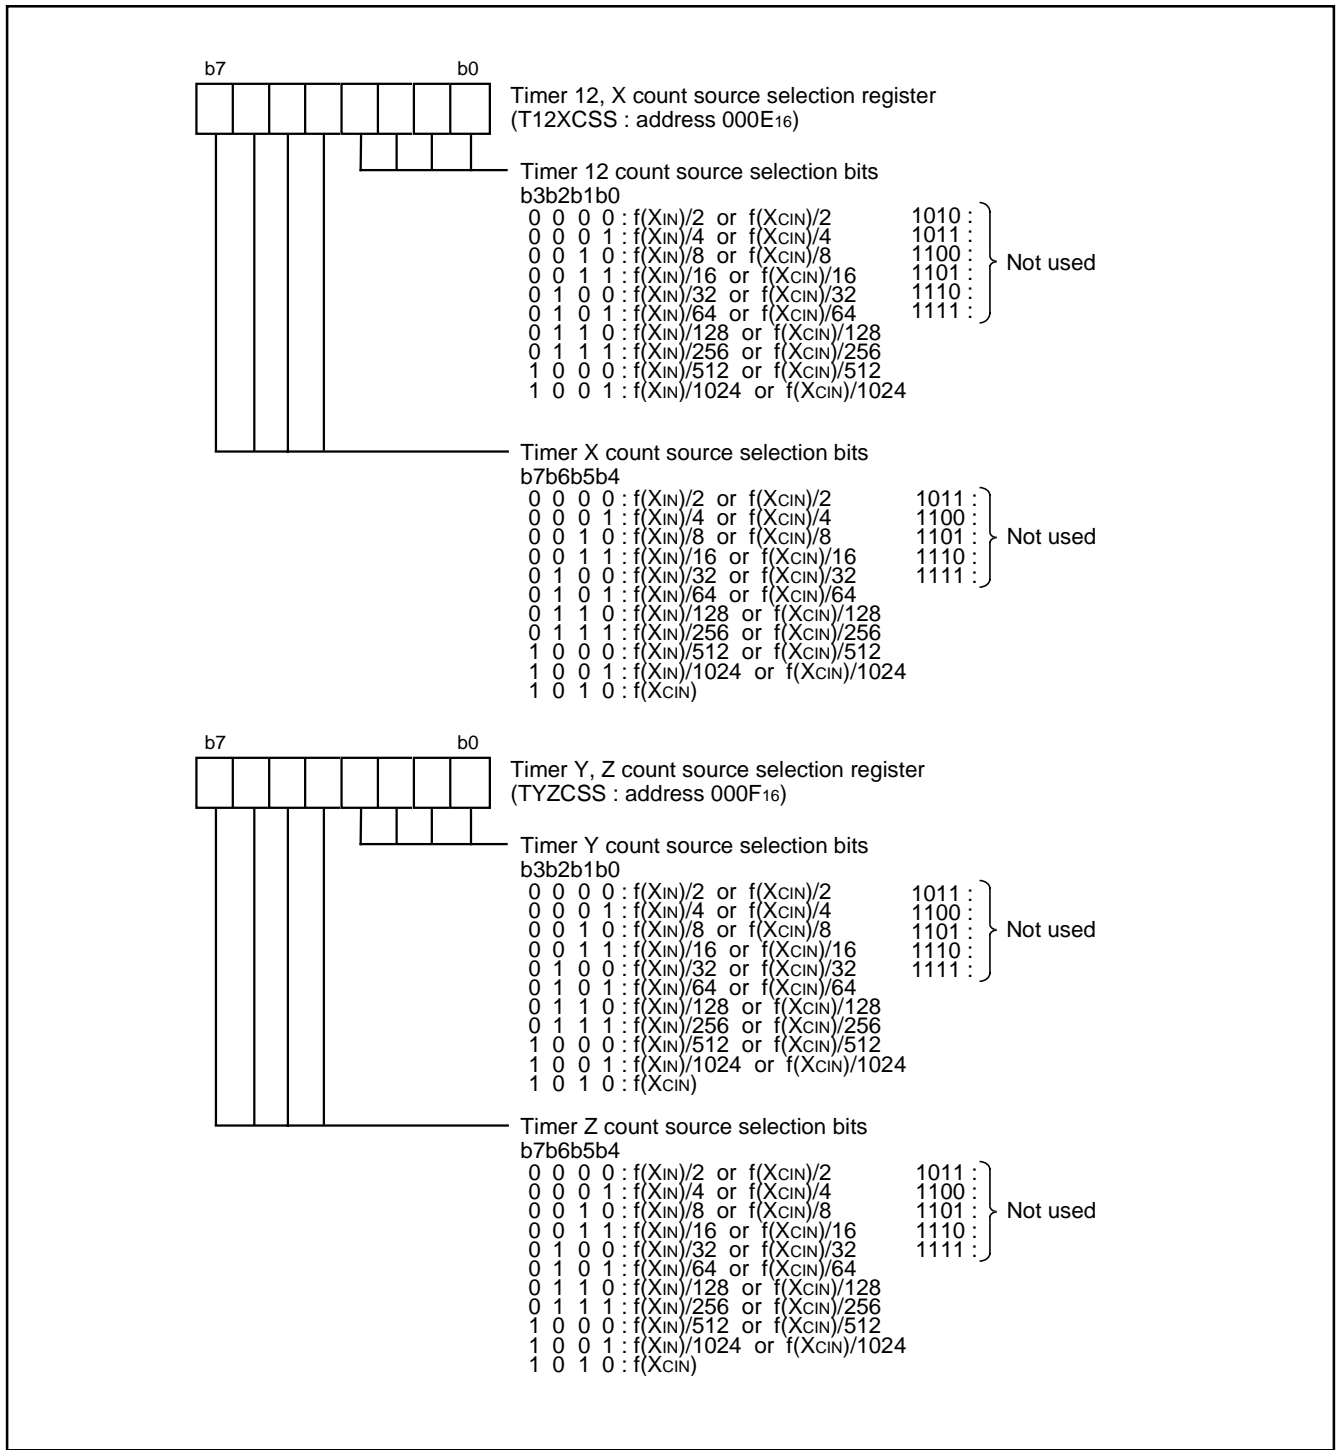 b7 b0
Timer 12, X count source selection register
(T12XCSS : address 000E16)
Timer 12 count source selection bits
b3b2b1b0
0 0 0 0 : f(XIN)/2 or f(XCIN)/2 1010 :
0 0 0 1 : f(XIN)/4 or f(XCIN)/4 1011 :
0 0 1 0 : f(XIN)/8 or f(XCIN)/8 1100 : Not used
0 0 1 1 : f(XIN)/16 or f(XCIN)/16 1101 :
0 1 0 0 : f(XIN)/32 or f(XCIN)/32 1110 :
0 1 0 1 : f(XIN)/64 or f(XCIN)/64 1111 :
0 1 1 0 : f(XIN)/128 or f(XCIN)/128
0 1 1 1 : f(XIN)/256 or f(XCIN)/256
1 0 0 0 : f(XIN)/512 or f(XCIN)/512
1 0 0 1 : f(XIN)/1024 or f(XCIN)/1024
Timer X count source selection bits
b7b6b5b4
0 0 0 0 : f(XIN)/2 or f(XCIN)/2 1011 :
0 0 0 1 : f(XIN)/4 or f(XCIN)/4 1100 :
0 0 1 0 : f(XIN)/8 or f(XCIN)/8 1101 : Not used
0 0 1 1 : f(XIN)/16 or f(XCIN)/16 1110 :
0 1 0 0 : f(XIN)/32 or f(XCIN)/32 1111 :
0 1 0 1 : f(XIN)/64 or f(XCIN)/64
0 1 1 0 : f(XIN)/128 or f(XCIN)/128
0 1 1 1 : f(XIN)/256 or f(XCIN)/256
1 0 0 0 : f(XIN)/512 or f(XCIN)/512
1 0 0 1 : f(XIN)/1024 or f(XCIN)/1024
1 0 1 0 : f(XCIN)
b7 b0
Timer Y, Z count source selection register
(TYZCSS : address 000F16)
Timer Y count source selection bits
b3b2b1b0
0 0 0 0 : f(XIN)/2 or f(XCIN)/2 1011 :
0 0 0 1 : f(XIN)/4 or f(XCIN)/4 1100 :
0 0 1 0 : f(XIN)/8 or f(XCIN)/8 1101 : Not used
0 0 1 1 : f(XIN)/16 or f(XCIN)/16 1110 :
0 1 0 0 : f(XIN)/32 or f(XCIN)/32 1111 :
0 1 0 1 : f(XIN)/64 or f(XCIN)/64
0 1 1 0 : f(XIN)/128 or f(XCIN)/128
0 1 1 1 : f(XIN)/256 or f(XCIN)/256
1 0 0 0 : f(XIN)/512 or f(XCIN)/512
1 0 0 1 : f(XIN)/1024 or f(XCIN)/1024
1 0 1 0 : f(XCIN)
Timer Z count source selection bits
b7b6b5b4
0 0 0 0 : f(XIN)/2 or f(XCIN)/2 1011 :
0 0 0 1 : f(XIN)/4 or f(XCIN)/4 1100 :
0 0 1 0 : f(XIN)/8 or f(XCIN)/8 1101 : Not used
0 0 1 1 : f(XIN)/16 or f(XCIN)/16 1110 :
0 1 0 0 : f(XIN)/32 or f(XCIN)/32 1111 :
0 1 0 1 : f(XIN)/64 or f(XCIN)/64
0 1 1 0 : f(XIN)/128 or f(XCIN)/128
0 1 1 1 : f(XIN)/256 or f(XCIN)/256
1 0 0 0 : f(XIN)/512 or f(XCIN)/512
1 0 0 1 : f(XIN)/1024 or f(XCIN)/1024
1 0 1 0 : f(XCIN)